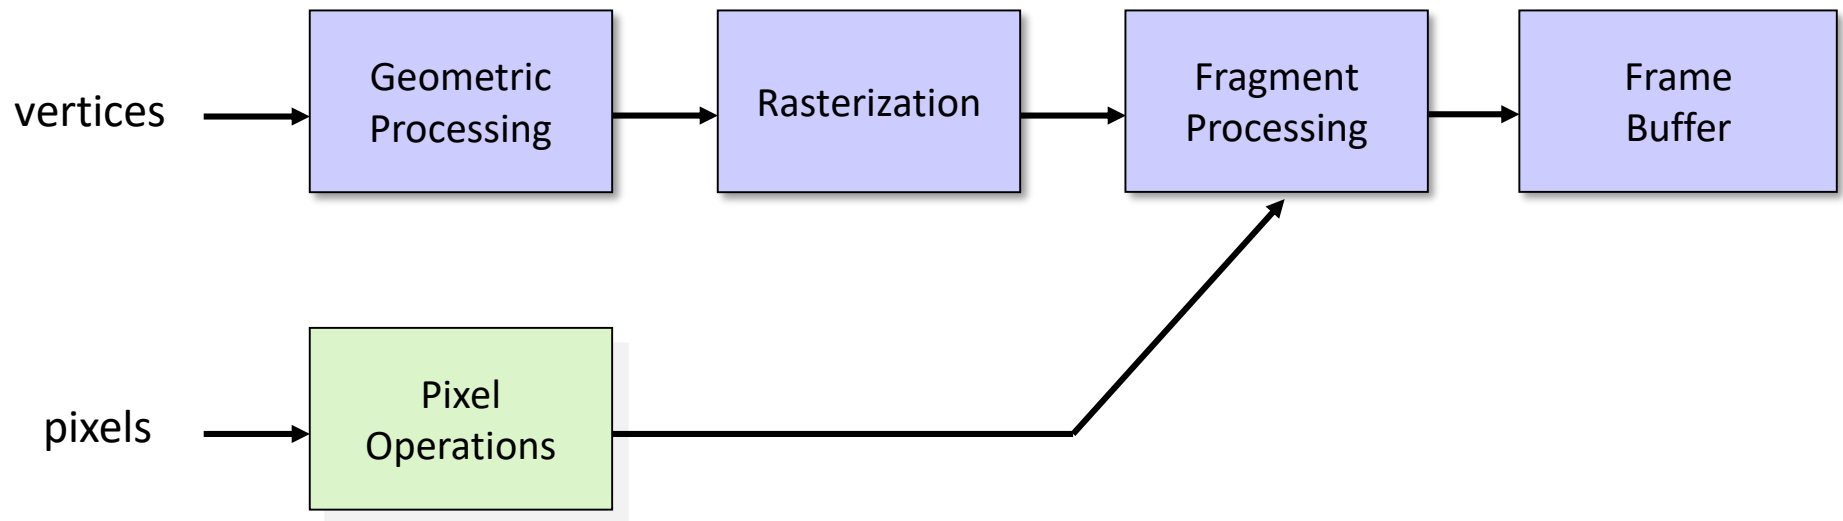 vertices
Geometric
Processing
Rasterization
Fragment
Processing
Frame
Buffer
pixels
Pixel
Operations